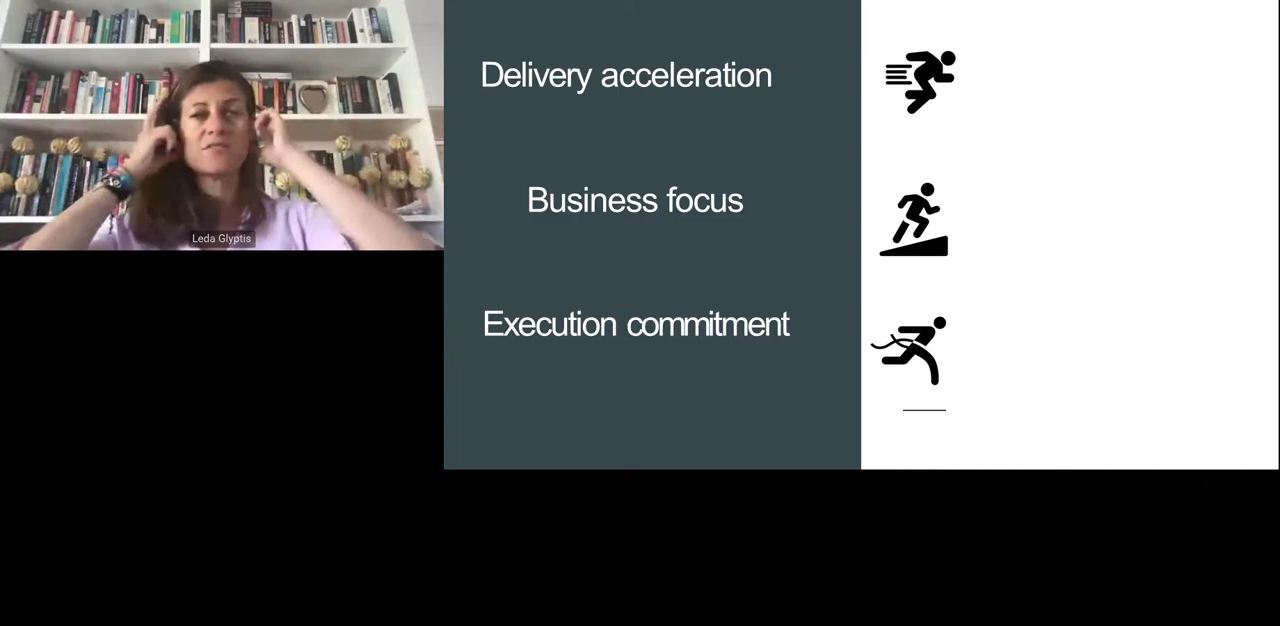 Delivery acceleration
Business focus
Execution commitment
Leda Glyptis